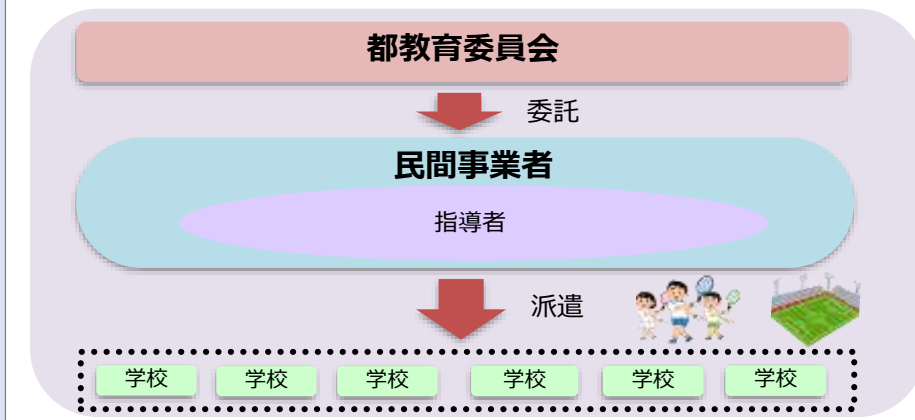 都教育委員会
委託
民間事業者
指導者
派遣
学校 学校 学校 学校 学校 学校